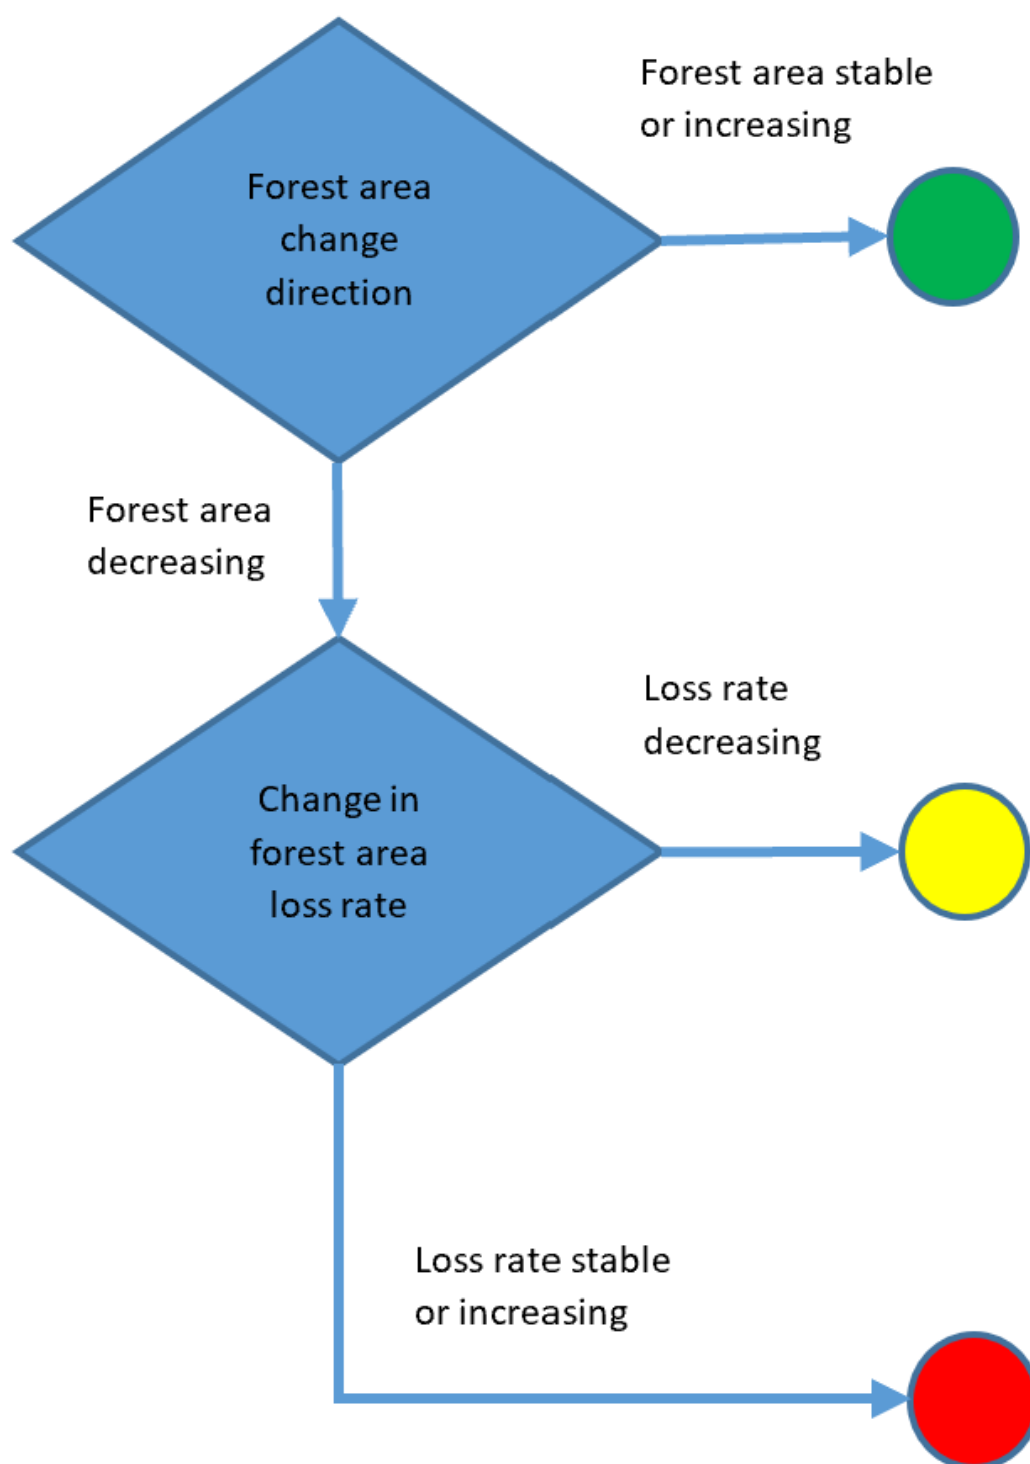 Forest area stable
or increasing
Forest area
change
direction
Forest area
decreasing
Loss rate
decreasing
Change in
forest area
loss rate
Loss rate stable
or increasing